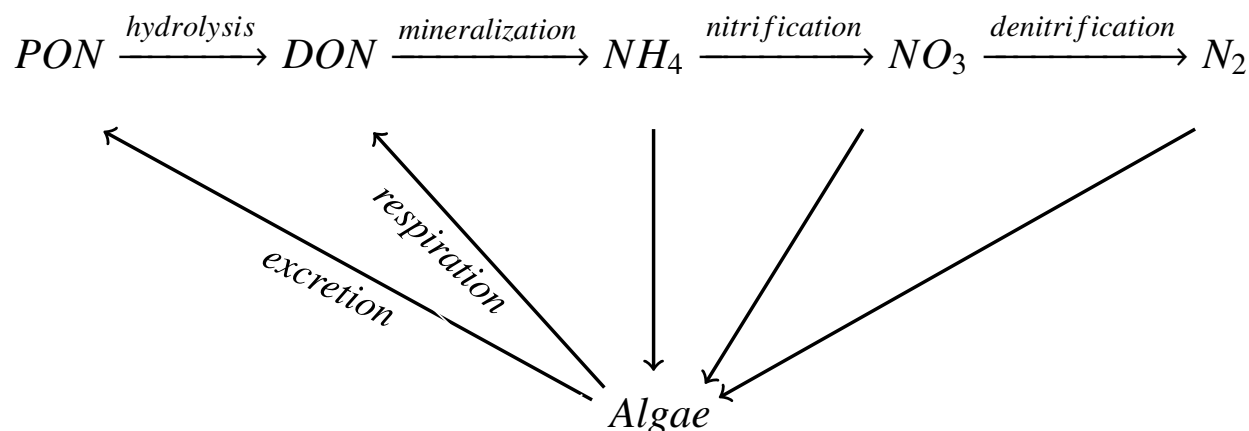 hydrolysis mineralization nitrification denitrification
PON DON NH₄ NO₃ N₂
respiration
excretion
Algae